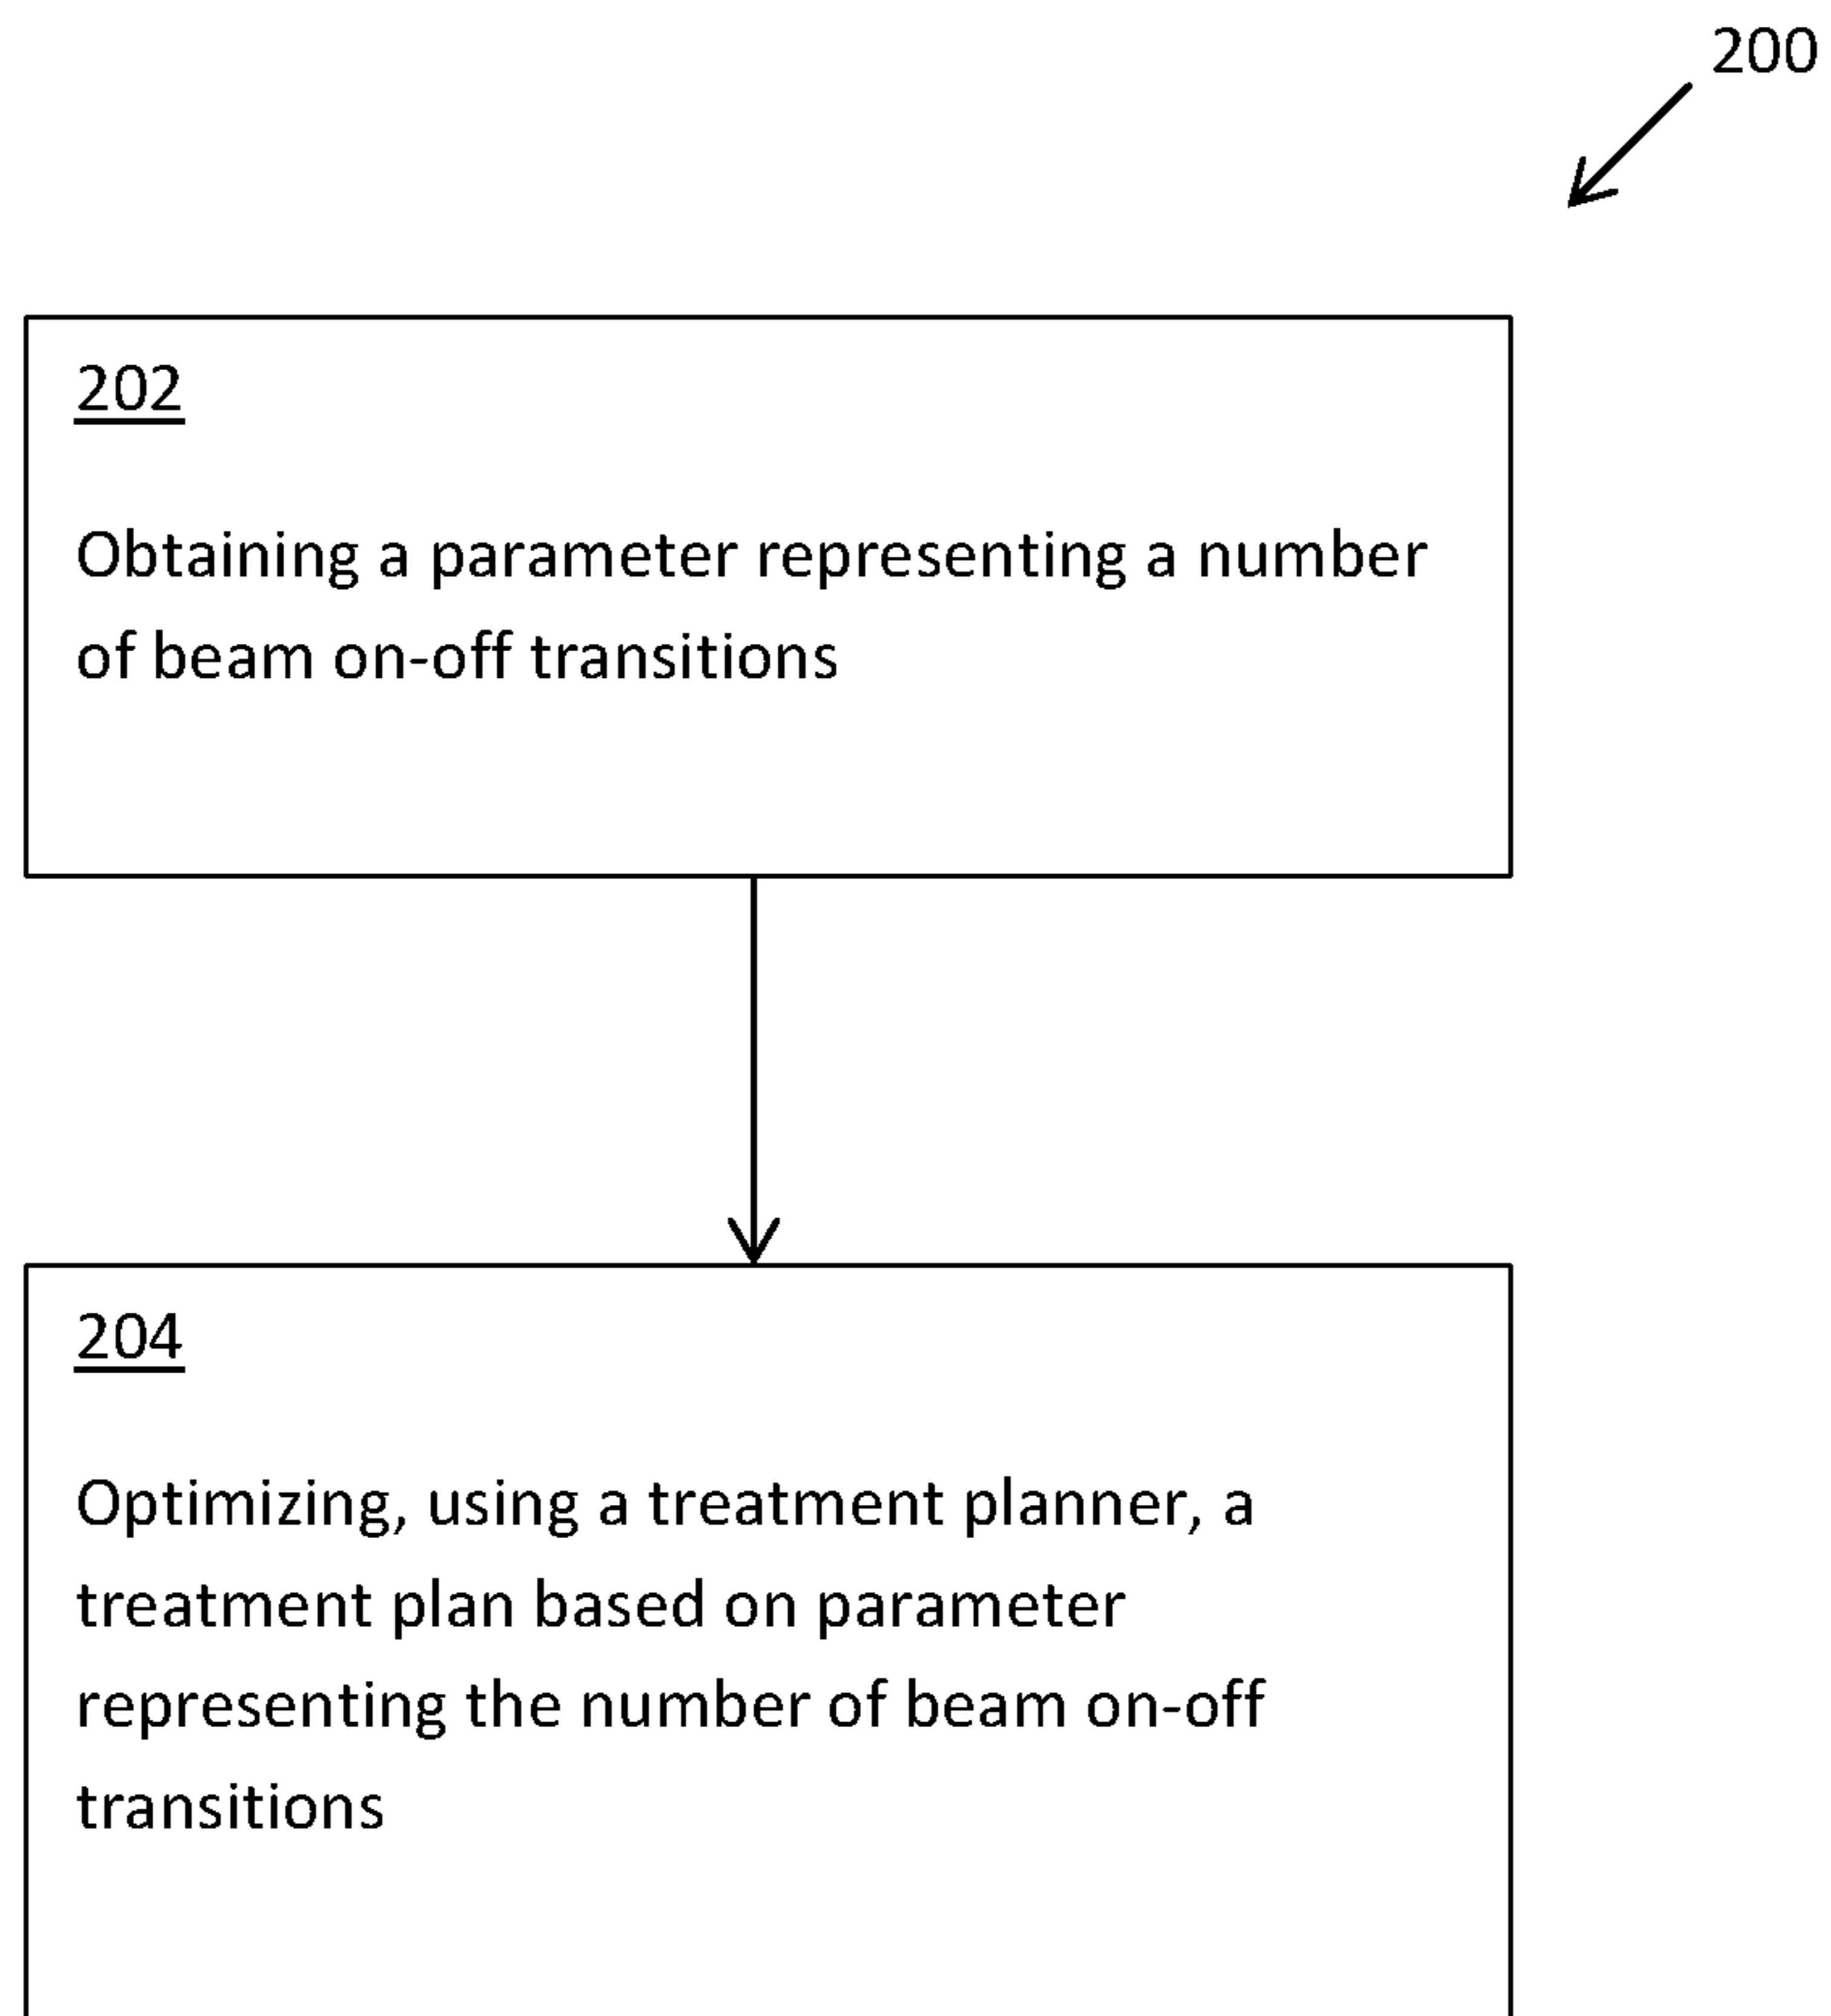 200
202
Obtaining a parameter representing a number
of beam on-off transitions
204
Optimizing, using a treatment planner, a
treatment plan based on parameter
representing the number of beam on-off
transitions